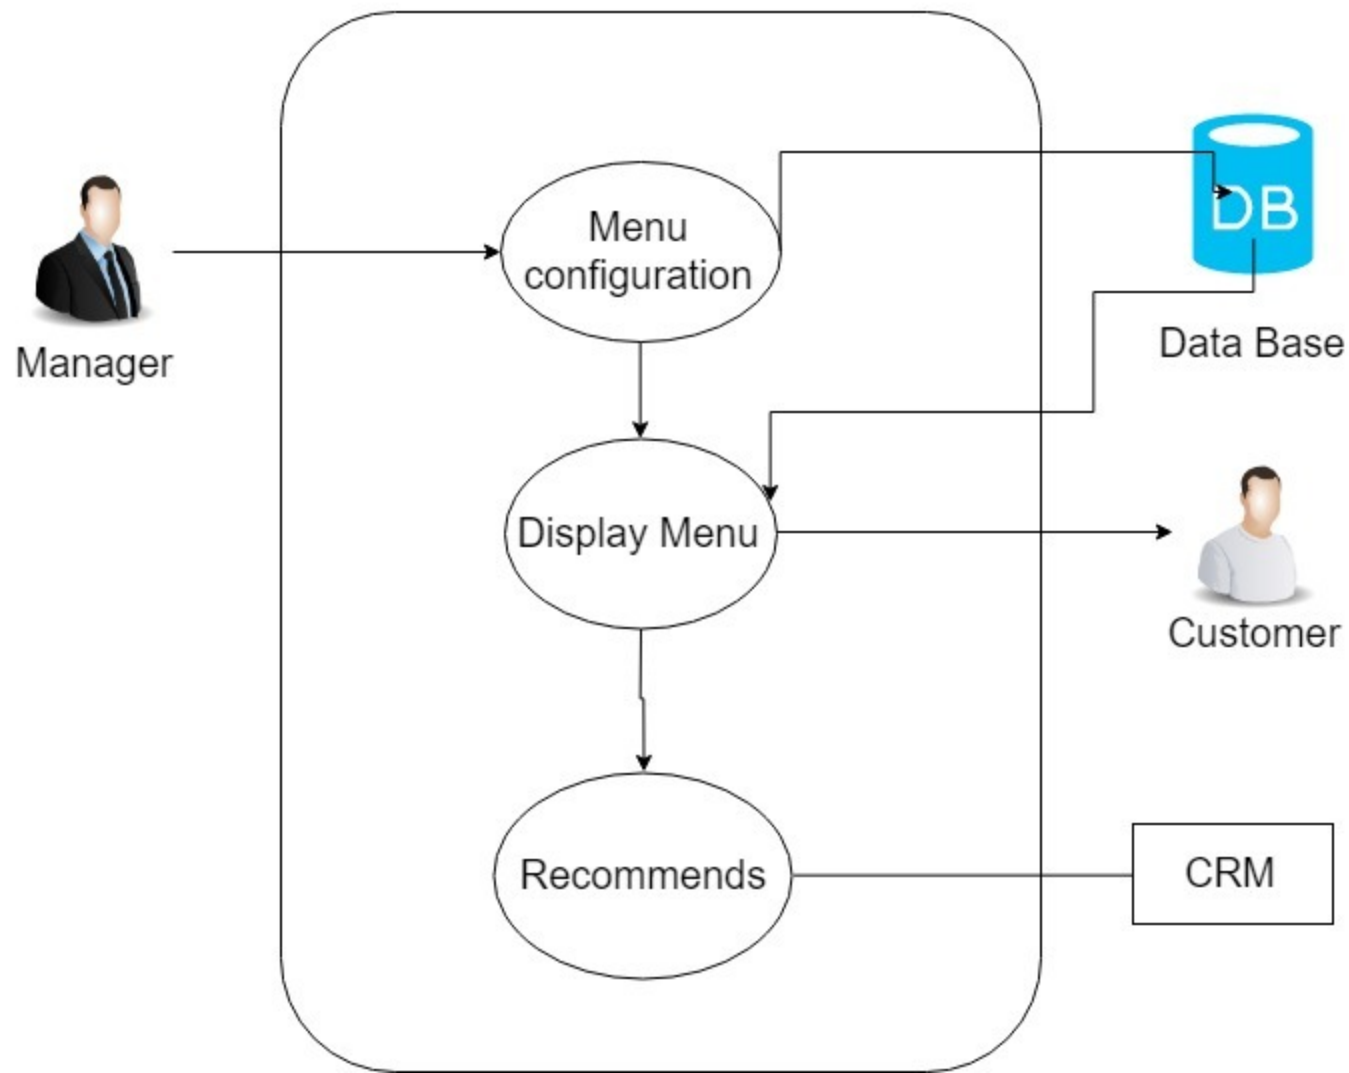 Menu
configuration
DB
Manager
Data Base
Display Menu
Customer
Recommends
CRM